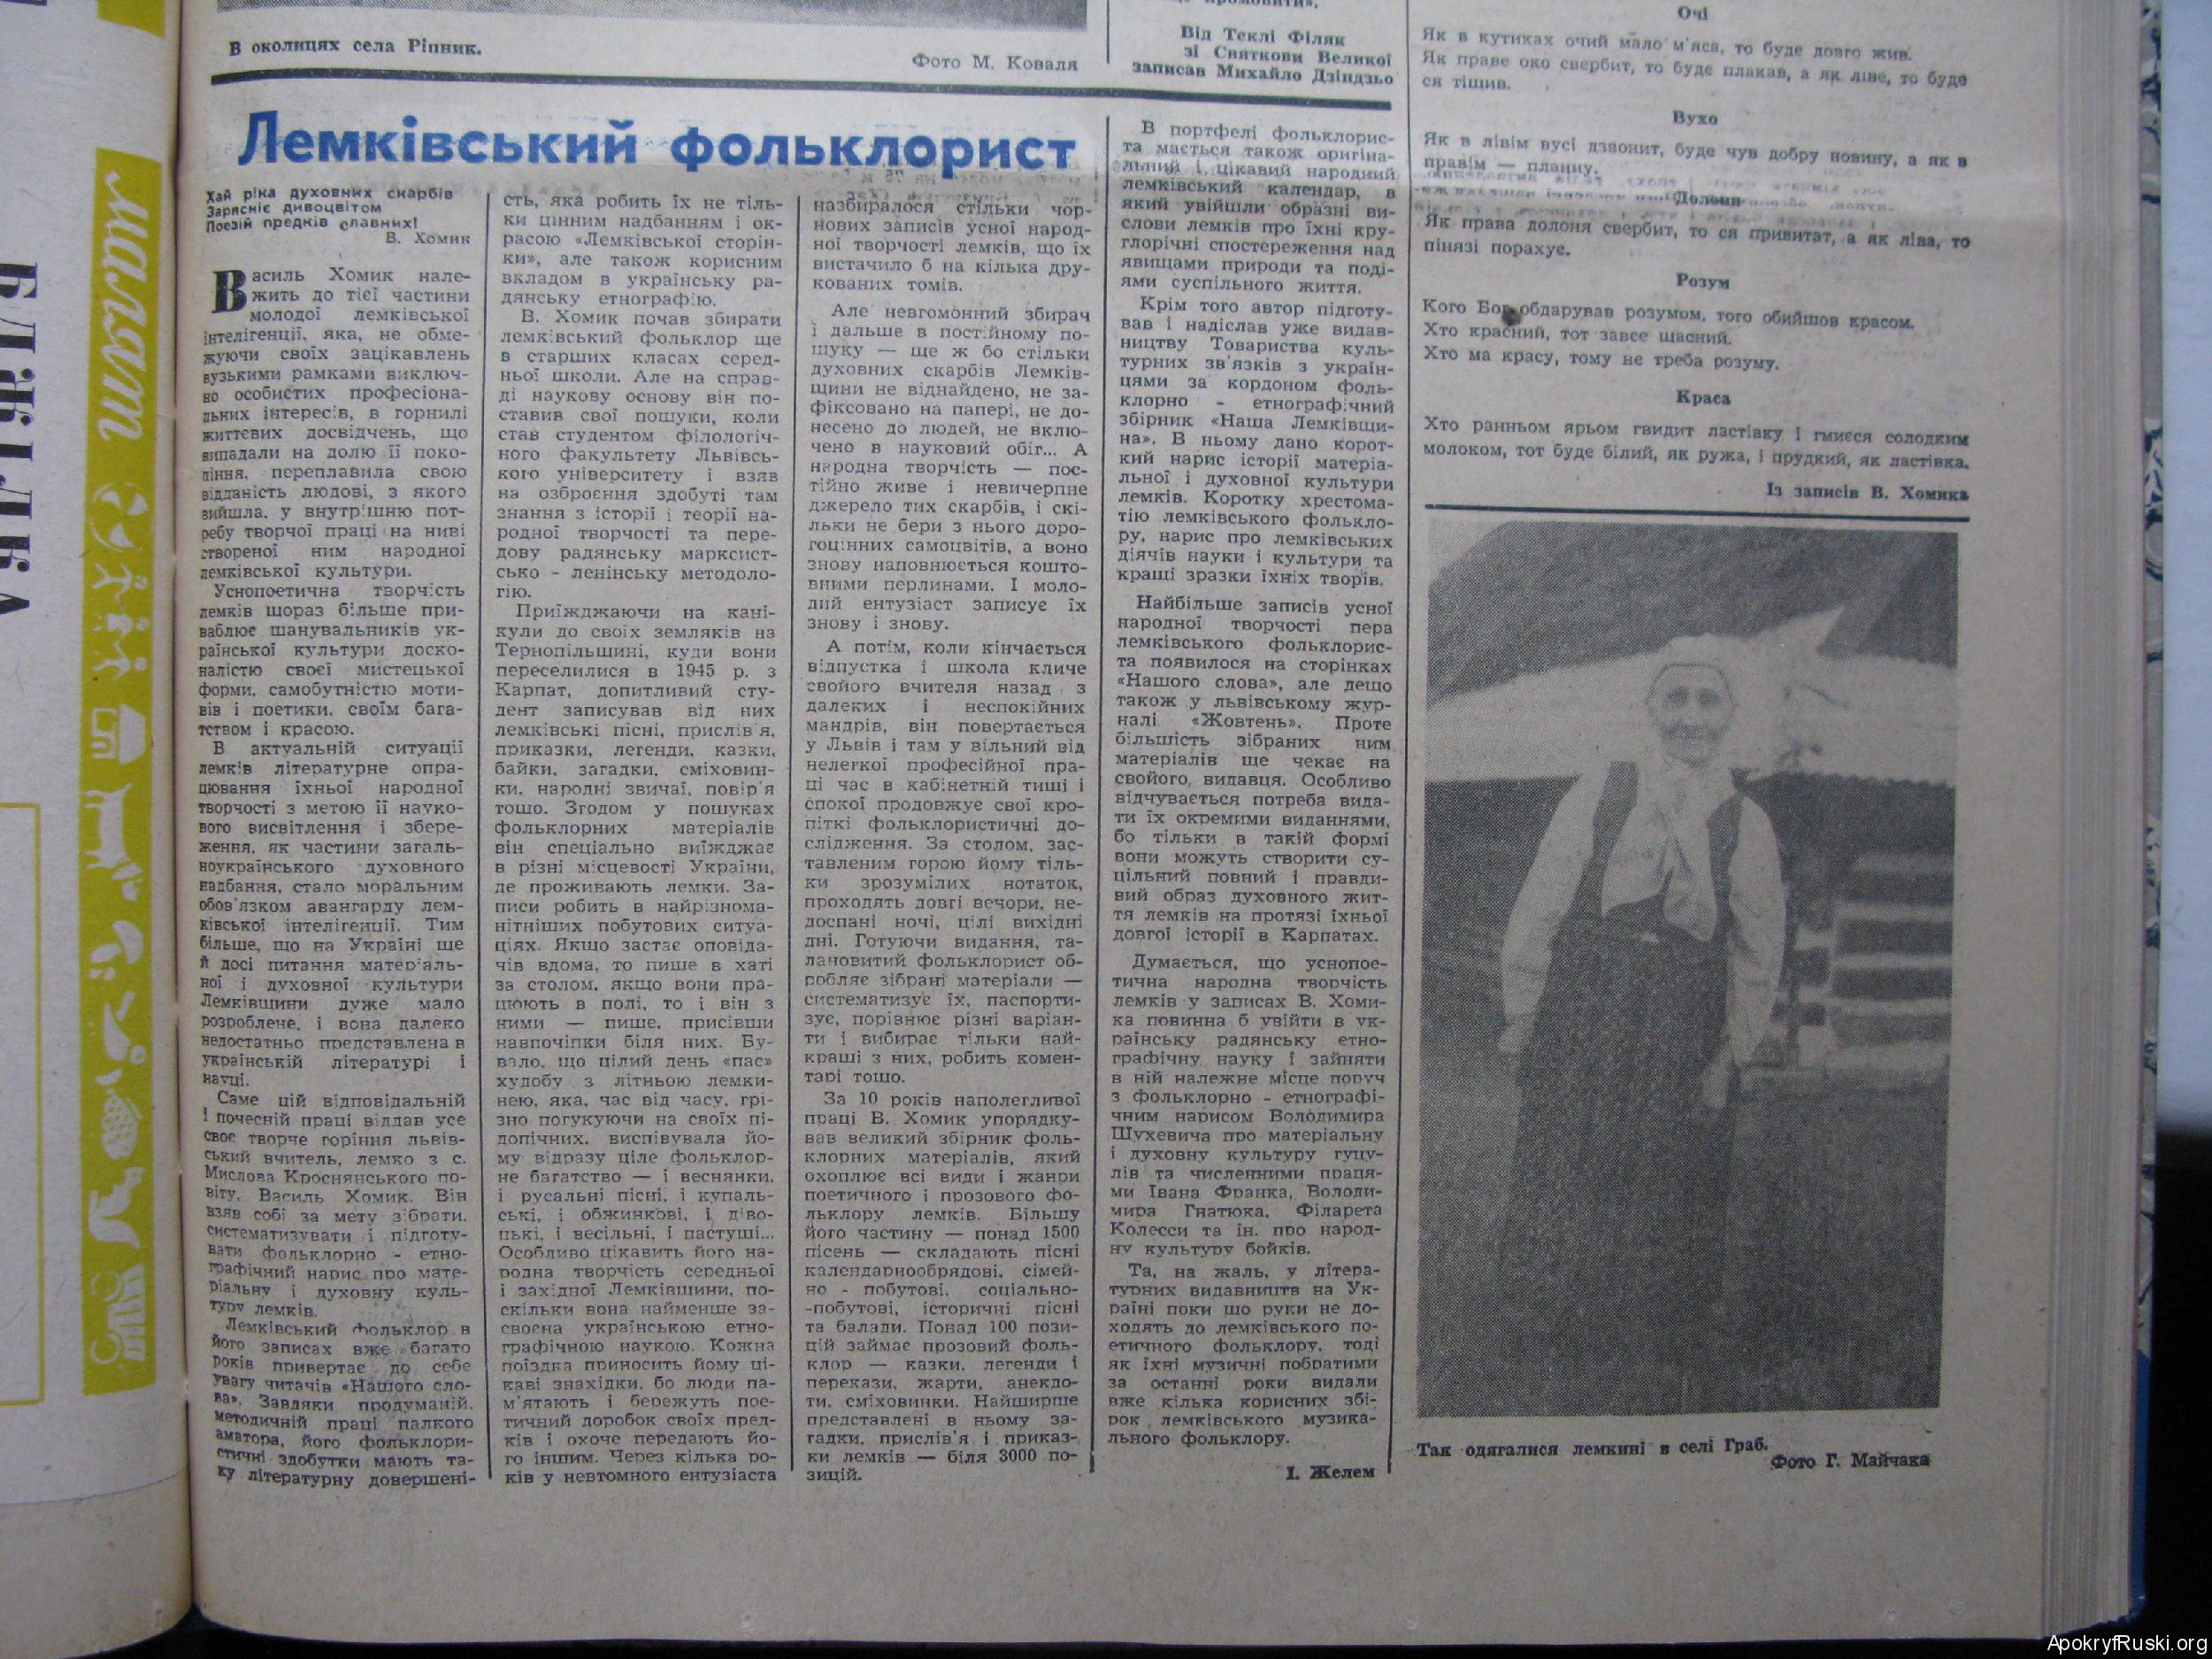 В околицях села Ріпник.
Фото М. Коваля
Від Теклі Філяк
зі Святкови Великої
записав Михайло Дзіндзьо
Лемківський фольклорист
Хай ріка духовних скарбів
Заряснiє дивоцвітом
Поезій предків славних!
В. Хомик
Василь Хомик нале-
жить до тієї частини
молодої лемківської
інтелігенції, яка, не обме-
жуючи своїх зацікавлень
вузькими рамками виключ-
но особистих професіона-
льних інтересів, в горнилі
життєвих досвідчень, що
випадали на долю її поко-
ління, переплавила свою
відданість людові, з якого
вийшла, у внутрішню пот-
ребу творчої праці на ниві
створеної ним народної
лемківської культури.
Уснопоетична творчість
лемків щораз більше при-
ваблює шанувальників ук-
раїнської культури доско-
налістю своєї мистецької
форми, самобутністю моти-
вів і поетики, своїм бага-
тством і красою.
В актуальній ситуації
лемків літературне опра-
цювання їхньої народної
творчості з метою її науко-
вого висвітлення і збере-
ження, як частини загаль-
ноукраїнського духовного
надбання, стало моральним
обов'язком авангарду лем-
ківської інтелігенції. Тим
більше, що на Україні ще
й досі питання матеріаль-
ної і духовної культури
Лемківщини дуже мало
розроблене, і вона далеко
недостатньо представлена в
українській літературі і
науці.
Саме цій відповідальній
і почесній праці віддав усе
своє творче горіння львів-
ський вчитель, лемко з с.
Мислова Кроснянського по-
віту, Василь Хомик. Він
взяв собі за мету зібрати,
систематизувати і підготу-
вати фольклорно - етно-
графічний нарис про мате-
ріальну і духовну куль-
туру лемків.
Лемківський фольклор в
його записах вже багато
років привертає до себе
увагу читачів «Нашого сло-
ва». Завдяки продуманій,
методичній праці палкого
аматора, його фольклори-
стичні здобутки мають та-
ку літературну довершені-
сть, яка робить їх не тіль-
ки цінним надбанням і ок-
расою «Лемківської сторін-
ки», але також корисним
вкладом в українську ра-
дянську етнографію.
В. Хомик почав збирати
лемківський фольклор ще
в старших класах серед-
ньої школи. Але на справ-
ді наукову основу він по-
ставив свої пошуки, коли
став студентом філологіч-
ного факультету Львівсь-
кого університету і взяв
на озброєння здобуті там
знання з історії і теорії на-
родної творчості та пере-
дову радянську марксист-
сько - ленінську методоло-
гію.
Приїжджаючи на кані-
кули до своїх земляків на
Тернопільщині, куди вони
переселилися в 1945 р. з
Карпат, допитливий сту-
дент записував від них
лемківські пісні, прислів'я,
приказки, легенди, казки,
байки, загадки, сміховин-
ки, народні звичаї, повір'я
тощо. Згодом у пошуках
фольклорних матеріалів
він спеціально виїжджає
в різні місцевості України,
де проживають лемки. За-
писи робить в найрізнома-
нітніших побутових ситуа-
ціях. Якщо застає оповіда-
чів вдома, то пише в хаті
за столом, якщо вони пра-
цюють в полі, то і він з
ними — пише, присівши
навпочіпки біля них. Бу-
вало, що цілий день «пас»
худобу з літньою лемки-
нею, яка, час від часу, грі-
зно погукуючи на своїх пі-
допічних, виспівувала йо-
му відразу ціле фольклор-
не багатство — і веснянки,
і русальні пісні, і купаль-
ські, і обжинкові, і діво-
цькі, і весільні, і пастуші...
Особливо цікавить його на-
родна творчість середньої
і західної Лемківщини, по-
скільки вона найменше за-
своєна українською етно-
графічною наукою. Кожна
поїздка приносить йому ці-
каві знахідки, бо люди па-
м'ятають і бережуть пое-
тичний доробок своїх пред-
ків і охоче передають йо-
го іншим. Через кілька ро-
ків у невтомного ентузіаста
назбиралося стільки чор-
нових записів усної народ-
ної творчості лемків, що їх
вистачило б на кілька дру-
кованих томів.
Але невгомонний збирач
і дальше в постійному по-
шуку — ще ж бо стільки
духовних скарбів Лемків-
щини не віднайдено, не за-
фіксовано на папері, не до-
несено до людей, не вклю-
чено в науковий обіг... А
народна творчість — пос-
тійно живе і невичерпне
джерело тих скарбів, і скі-
льки не бери з нього доро-
гоцінних самоцвітів, а воно
знову наповнюється кошто-
вними перлинами. І моло-
дий ентузіаст записує їх
знову і знову.
А потім, коли кінчається
відпустка і школа кличе
свойого вчителя назад з
далеких і неспокійних
мандрів, він повертається
у Львів і там у вільний від
нелегкої професійної пра-
ці час в кабінетній тиші і
спокої продовжує свої кро-
піткі фольклористичні до-
слідження. За столом, зас-
тавленим горою йому тіль-
ки зрозумілих нотаток,
проходять довгі вечори, не-
доспані ночі, цілі вихідні
дні. Готуючи видання, та-
лановитий фольклорист об-
робляє зібрані матеріали —
систематизує їх, паспорти-
зує, порівнює різні варіан-
ти і вибирає тільки най-
кращі з них, робить комен-
тарі тощо.
За 10 років наполегливої
праці В. Хомик упорядку-
вав великий збірник фоль-
клорних матеріалів, який
охоплює всі види і жанри
поетичного і прозового фо-
льклору лемків. Більшу
його частину — понад 1500
пісень — складають пісні
календарнообрядові, сімей-
но - побутові, соціально-
-побутові, історичні пісні
та балади. Понад 100 пози-
цій займає прозовий фоль-
клор — казки, легенди і
перекази, жарти, анекдо-
ти, сміховинки. Найширше
представлені в ньому за-
гадки, прислів'я і приказ-
ки лемків — біля 3000 по-
зицій.
В портфелі фольклорис-
та мається також оригіна-
льний і цікавий народний
лемківський календар, в
який увійшли образні ви-
слови лемків про їхні кру-
глорічні спостереження над
явищами природи та поді-
ями суспільного життя.
Крім того автор підготу-
вав і надіслав уже видав-
ництву Товариства куль-
турних зв'язків з україн-
цями за кордоном фоль-
клорно - етнографічний
збірник «Наша Лемківщи-
на». В ньому дано корот-
кий нарис історії матеріа-
льної і духовної культури
лемків. Коротку хрестома-
тію лемківського фолькло-
ру, нарис про лемківських
діячів науки і культури та
кращі зразки їхніх творів.
Найбільше записів усної
народної творчості пера
лемківського фольклорис-
та появилося на сторінках
«Нашого слова», але дещо
також у львівському жур-
налі «Жовтень». Проте
більшість зібраних ним
матеріалів ще чекає на
свойого видавця. Особливо
відчувається потреба вида-
ти їх окремими виданнями,
бо тільки в такій формі
вони можуть створити су-
цільний повний і правди-
вий образ духовного жит-
тя лемків на протязі їхньої
довгої історії в Карпатах.
Думається, що уснопое-
тична народна творчість
лемків у записах В. Хоми-
ка повинна б увійти в ук-
раїнську радянську етно-
графічну науку і зайняти
в ній належне місце поруч
з фольклорно - етнографі-
чним нарисом Володимира
Шухевича про матеріальну
і духовну культуру гуцу-
лів та численними праця-
ми Івана Франка, Володи-
мира Гнатюка, Філарета
Колесси та ін. про народ-
ну культуру бойків.
Та, на жаль, у літера-
турних видавництв на Ук-
раїні поки що руки не до-
ходять до лемківського по-
етичного фольклору, тоді
як їхні музичні побратими
за останні роки видали
вже кілька корисних збі-
рок лемківського музика-
льного фольклору.
І. Желем
Очі
Як в кутиках очий мало м'яса, то буде довго жив.
Як праве око свербит, то буде плакав, а як ліве, то буде
ся тішив.
Вухо
Як в лівім вусі дзвонит, буде чув добру новину, а як в
правім — планну.
Долоня
Як права долоня свербит, то ся привитат, а як ліва, то
пінязі порахує.
Розум
Кого Бог обдарував розумом, того обийшов красом.
Хто красний, тот завсе щасний.
Хто ма красу, тому не треба розуму.
Краса
Хто ранньом ярьом гвидит ластівку і гмиєся солодким
молоком, тот буде білий, як ружа, і прудкий, як ластівка.
Із записів В. Хомика
Так одягалися лемкині в селі Граб.
Фото Г. Майчака
ApokryfRuski.org